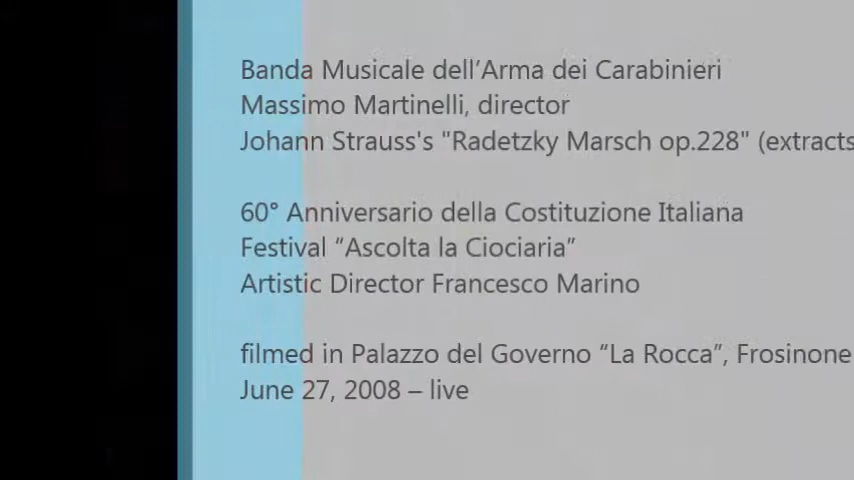 Banda Musicale dell’Arma dei Carabinieri
Massimo Martinelli, director
Johann Strauss's "Radetzky Marsch op.228" (extracts
60° Anniversario della Costituzione Italiana
Festival “Ascolta la Ciociaria”
Artistic Director Francesco Marino
filmed in Palazzo del Governo “La Rocca”, Frosinone
June 27, 2008 – live